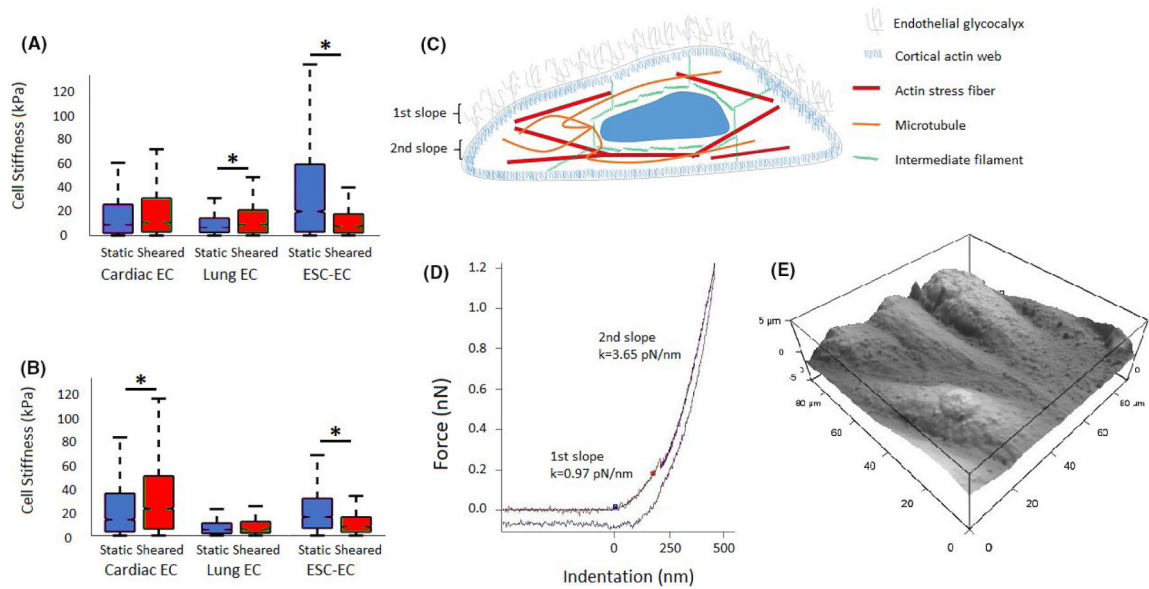 (A)
Cell Stiffness (kPa)
120
100
80
60
40
20
0
*
*
Static Sheared
Static Sheared
Static Sheared
Cardiac EC
Lung EC
ESC-EC
(B)
Cell Stiffness (kPa)
120
100
80
60
40
20
0
*
*
Static Sheared
Static Sheared
Static Sheared
Cardiac EC
Lung EC
ESC-EC
(C)
1st slope
2nd slope
Endothelial glycocalyx
Cortical actin web
Actin stress fiber
Microtubule
Intermediate filament
(D)
Force (nN)
1.2
1.0
0.8
0.6
0.4
0.2
0.0
2nd slope
k=3.65 pN/nm
1st slope
k=0.97 pN/nm
0
250
500
Indentation (nm)
(E)
5 µm
0
-5
0
80 µm
60
40
20
0
0
80 µm
60
40
20
0